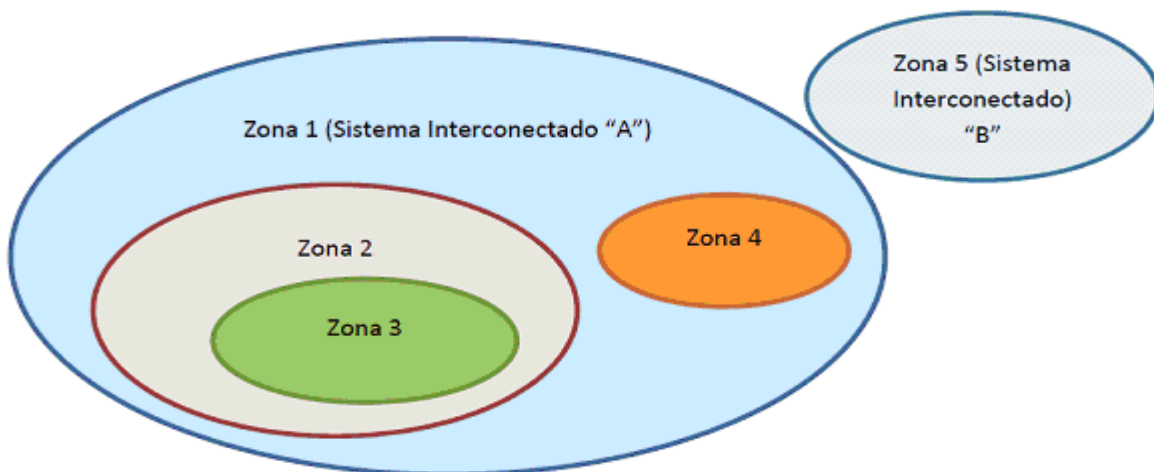 Zona 5 (Sistema
Interconectado)
“B”
Zona 1 (Sistema Interconectado “A”)
Zona 4
Zona 2
Zona 3